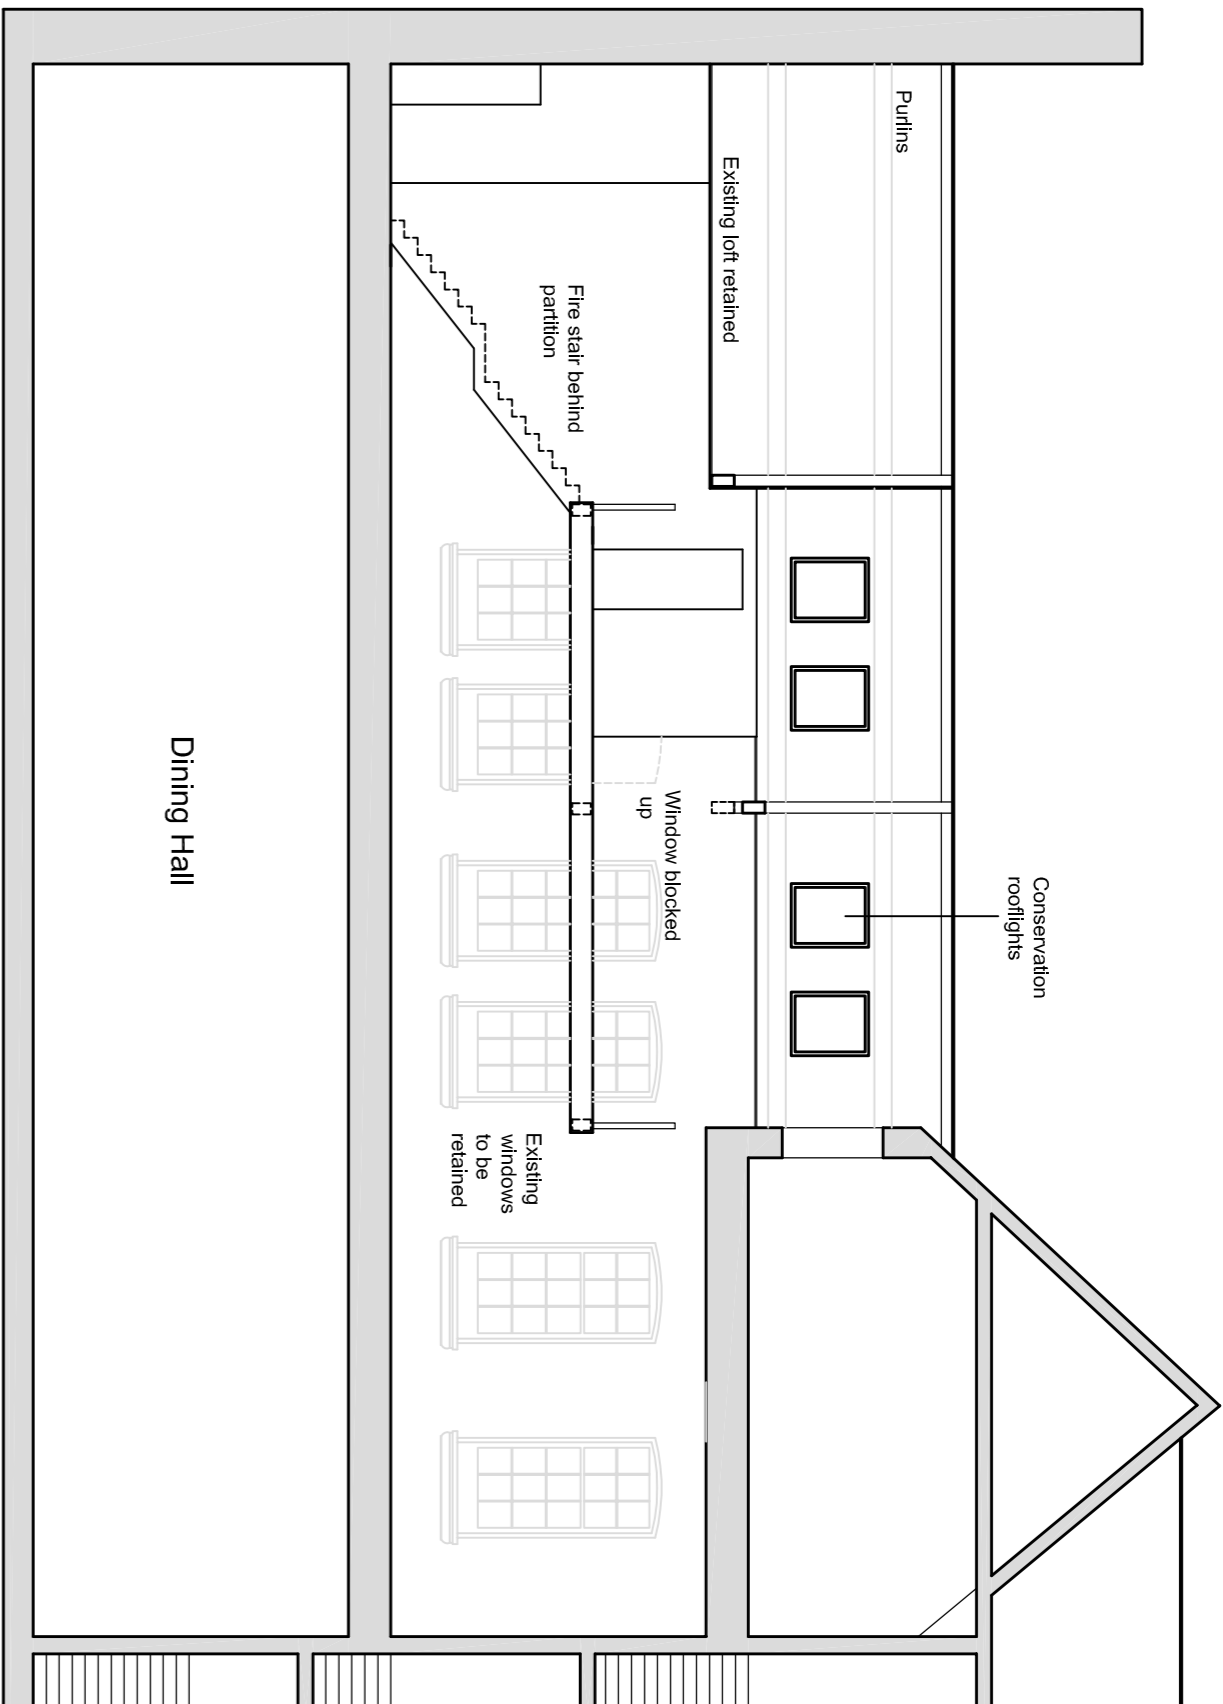 Purlins
Existing loft retained
Conservation
rooflights
Fire stair behind
partition
Window blocked
up
Existing
windows
to be
retained
Dining Hall